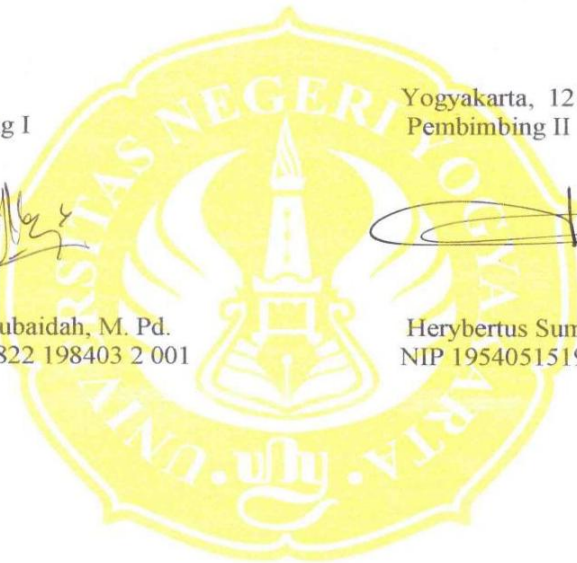 Yogyakarta, 12
g I Pembimbing II
ubaidah, M. Pd. Herybertus Sum
822 198403 2 001 NIP 1954051519
UNIVERSITAS NEGERI YOGYAKARTA
uny